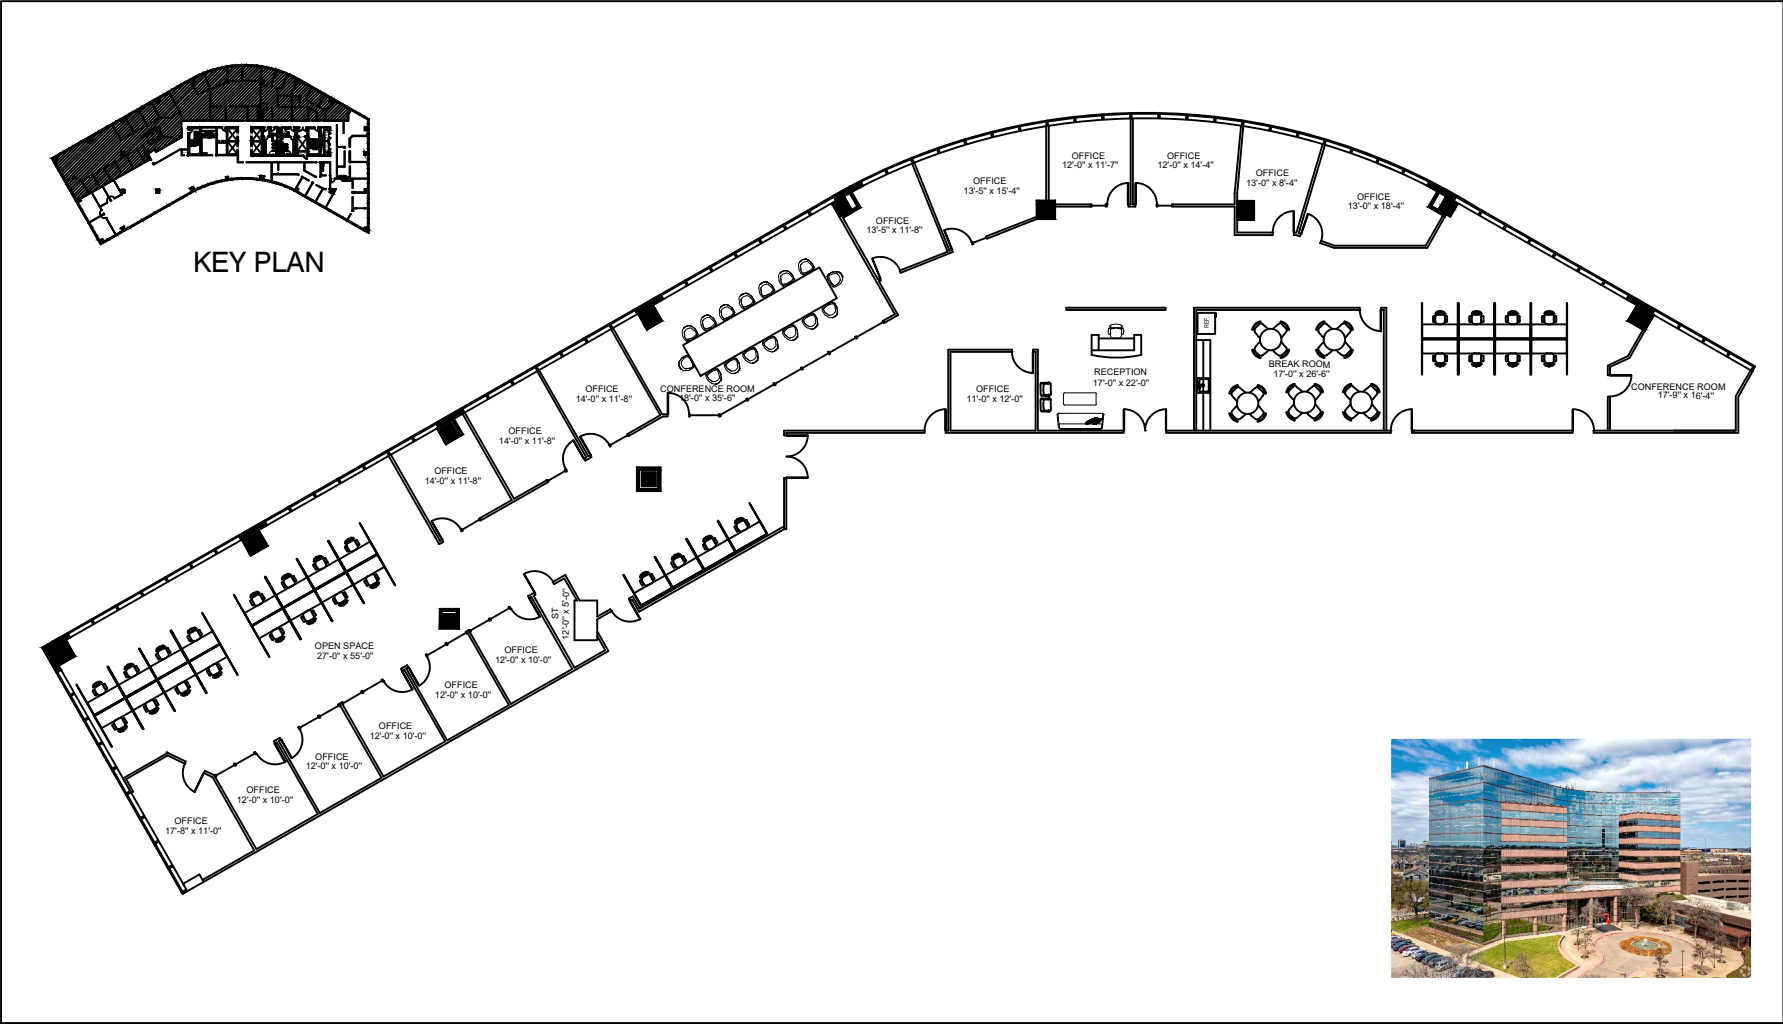 KEY PLAN
OFFICE
12'-0" x 11'-7"
OFFICE
12'-0" x 14'-4"
OFFICE
13'-0" x 8'-4"
OFFICE
13'-5" x 15'-4"
OFFICE
13'-0" x 18'-4"
OFFICE
13'-5" x 11'-8"
REF.
BREAK ROOM
17'-0" x 26'-6"
RECEPTION
17'-0" x 22'-0"
OFFICE
11'-0" x 12'-0"
CONFERENCE ROOM
17'-9" x 16'-4"
CONFERENCE ROOM
18'-0" x 35'-6"
OFFICE
14'-0" x 11'-8"
OFFICE
14'-0" x 11'-8"
OFFICE
14'-0" x 11'-8"
ST
12'-0" x 5'-0"
OPEN SPACE
27'-0" x 55'-0"
OFFICE
12'-0" x 10'-0"
OFFICE
12'-0" x 10'-0"
OFFICE
12'-0" x 10'-0"
OFFICE
12'-0" x 10'-0"
OFFICE
12'-0" x 10'-0"
OFFICE
17'-8" x 11'-0"